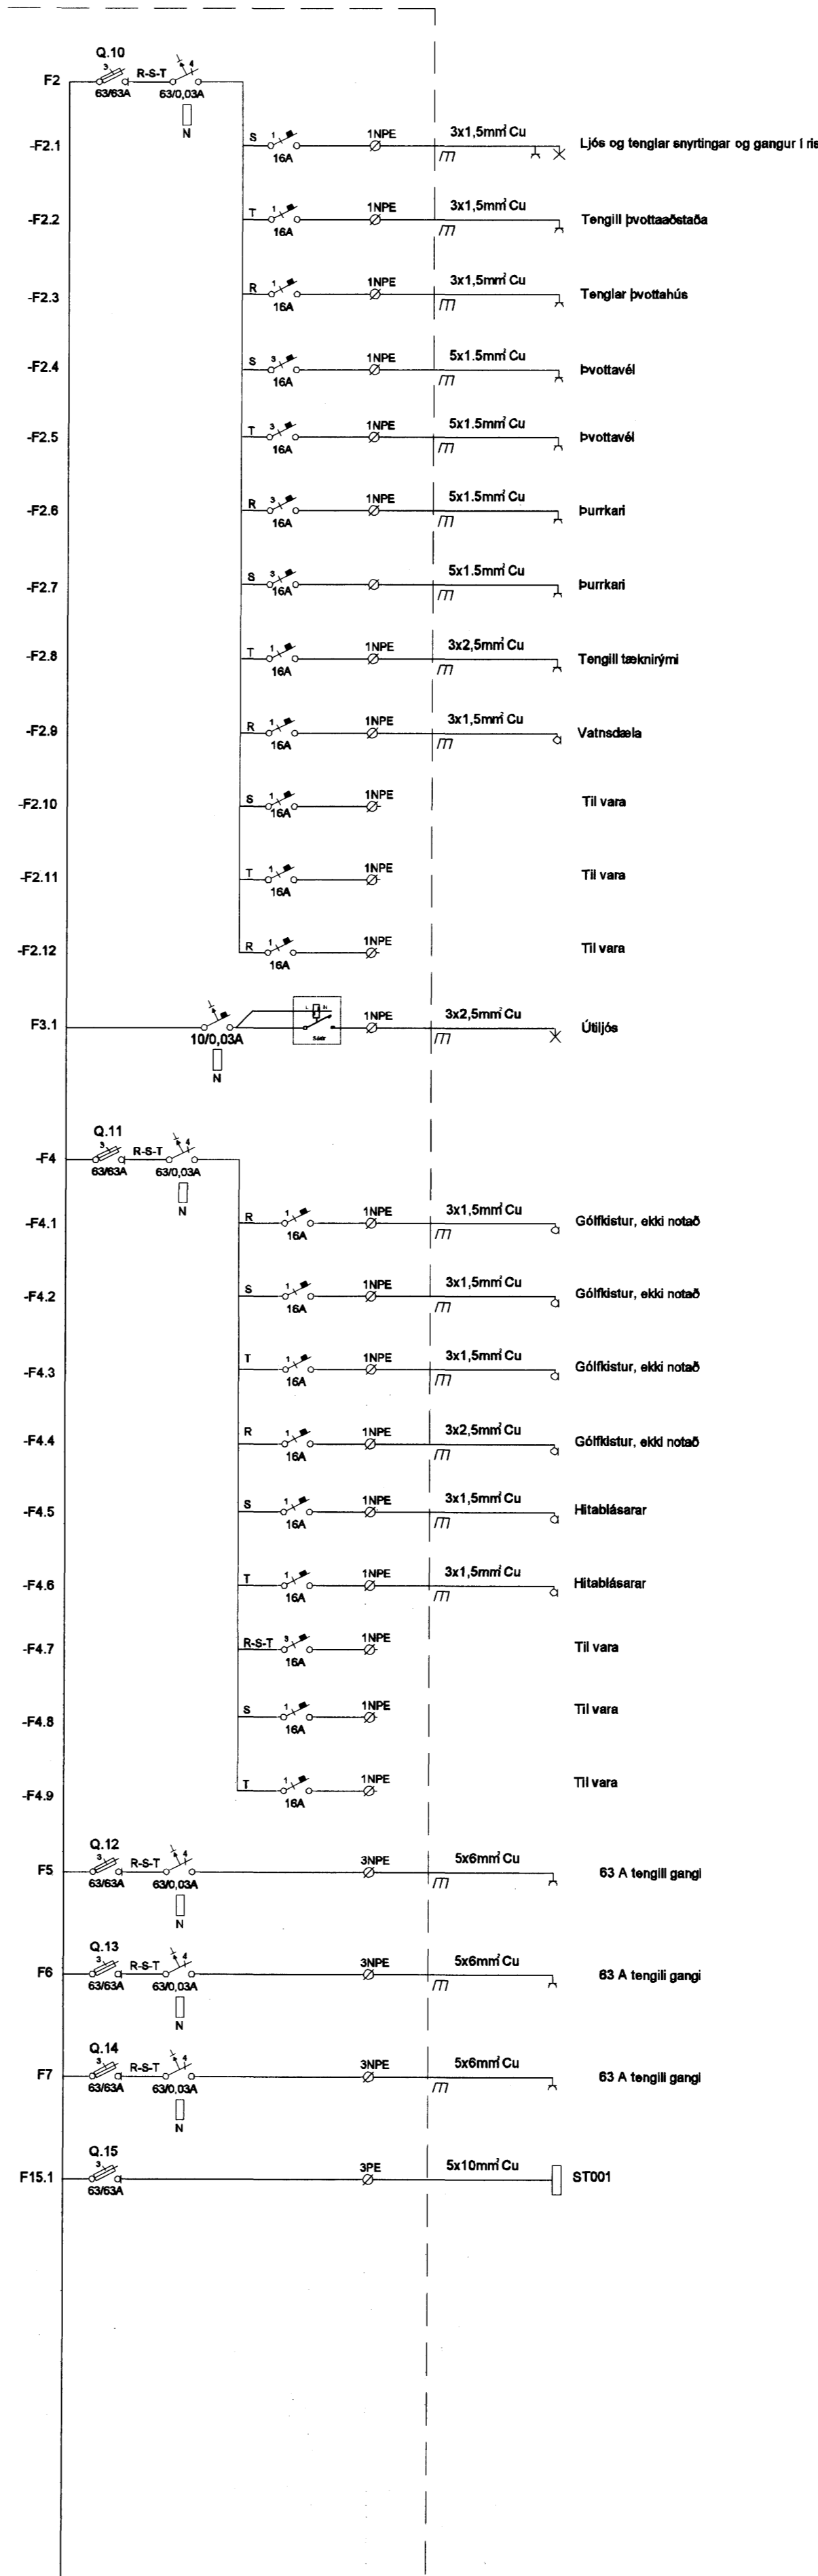 Q.10
F2 3 R-S-T 4
63/63A 63/0,03A
N
-F2.1 S 1 16A 1NPE 3x1,5mm² Cu Ljós og tenglar snyrtingar og gangur í ris
-F2.2 T 1 16A 1NPE 3x1,5mm² Cu Tengill þvottaaðstaða
-F2.3 R 1 16A 1NPE 3x1,5mm² Cu Tenglar þvottahús
-F2.4 S 3 16A 1NPE 5x1.5mm² Cu Þvottavél
-F2.5 T 3 16A 1NPE 5x1.5mm² Cu Þvottavél
-F2.6 R 3 16A 1NPE 5x1.5mm² Cu Þurrkari
-F2.7 S 3 16A 5x1.5mm² Cu Þurrkari
-F2.8 T 1 16A 1NPE 3x2,5mm² Cu Tengill tæknirými
-F2.9 R 1 16A 1NPE 3x1,5mm² Cu Vatnsdæla
-F2.10 S 1 16A 1NPE Til vara
-F2.11 T 1 16A 1NPE Til vara
-F2.12 R 1 16A 1NPE Til vara
F3.1 10/0,03A 1NPE 3x2,5mm² Cu Útiljós
N
Q.11
-F4 3 R-S-T 4
63/63A 63/0,03A
N
-F4.1 R 1 16A 1NPE 3x1,5mm² Cu Gólfkistur, ekki notað
-F4.2 S 1 16A 1NPE 3x1,5mm² Cu Gólfkistur, ekki notað
-F4.3 T 1 16A 1NPE 3x1,5mm² Cu Gólfkistur, ekki notað
-F4.4 R 1 16A 1NPE 3x2,5mm² Cu Gólfkistur, ekki notað
-F4.5 S 1 16A 1NPE 3x1,5mm² Cu Hitablásarar
-F4.6 T 1 16A 1NPE 3x1,5mm² Cu Hitablásarar
-F4.7 R-S-T 3 16A 1NPE Til vara
-F4.8 S 1 16A 1NPE Til vara
-F4.9 T 1 16A 1NPE Til vara
Q.12
F5 3 R-S-T 4 3NPE 5x6mm² Cu 63 A tengill gangi
63/63A 63/0,03A
N
Q.13
F6 3 R-S-T 4 3NPE 5x6mm² Cu 63 A tengill gangi
63/63A 63/0,03A
N
Q.14
F7 3 R-S-T 4 3NPE 5x6mm² Cu 63 A tengill gangi
63/63A 63/0,03A
N
Q.15
F15.1 3 3PE 5x10mm² Cu ST001
63/63A